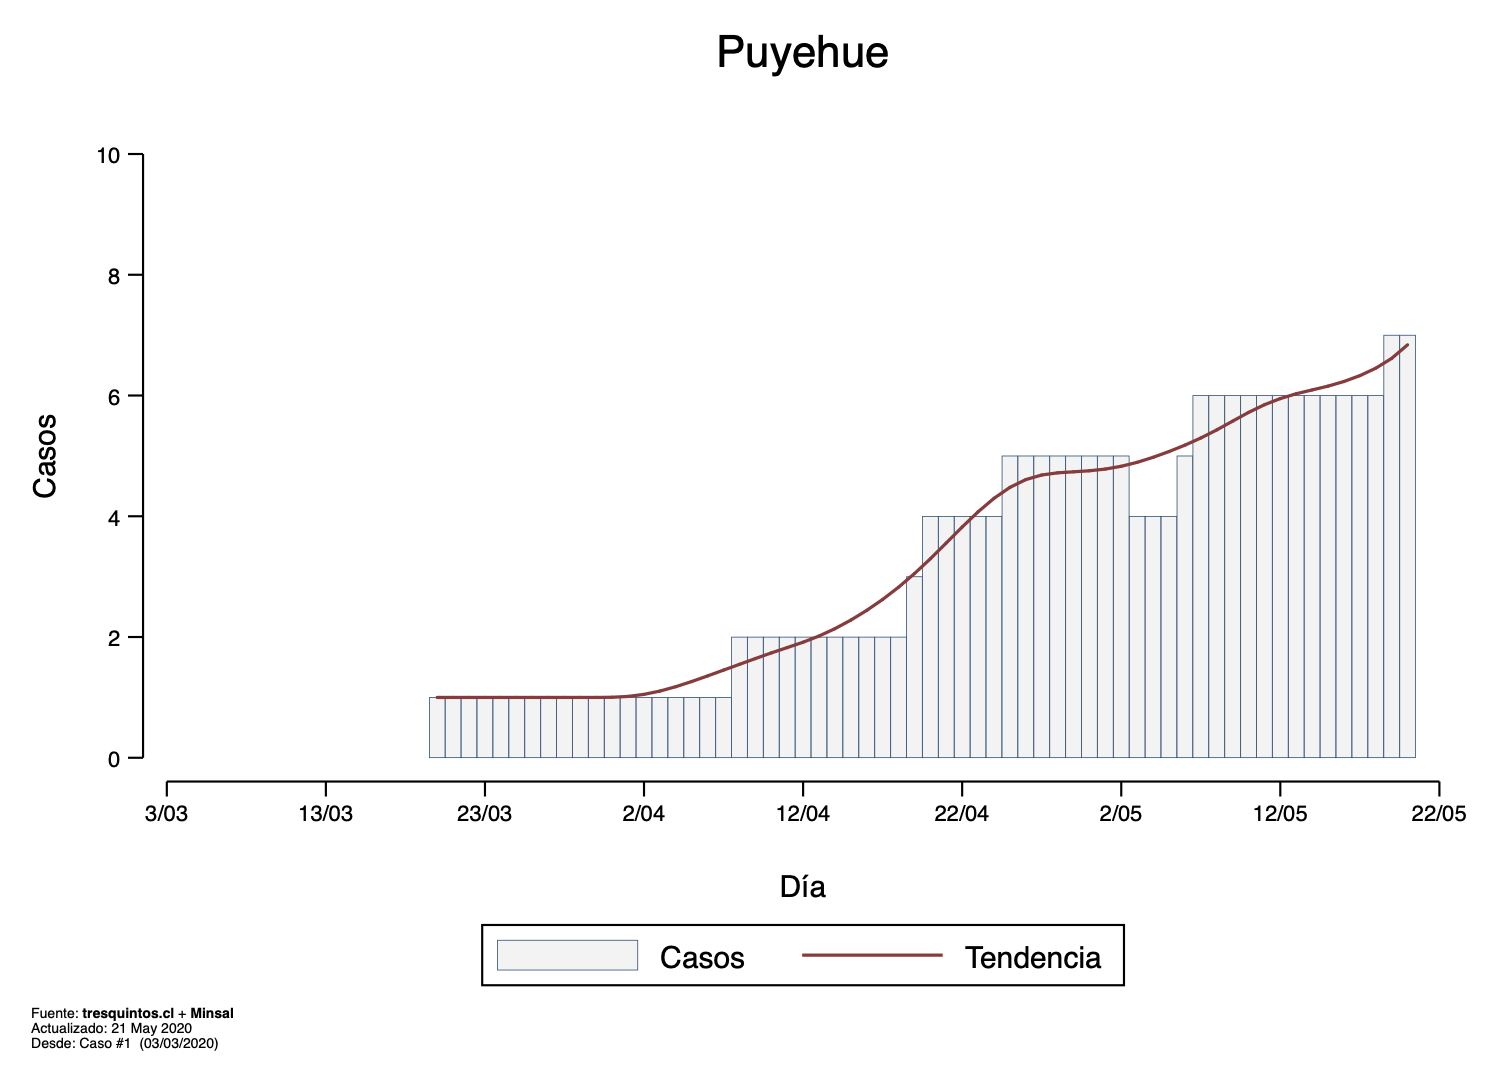 Puyehue
10
8
6
4
2
0
Casos
3/03 13/03 23/03 2/04 12/04 22/04 2/05 12/05 22/05
Día
Casos Tendencia
Fuente: tresquintos.cl + Minsal
Actualizado: 21 May 2020
Desde: Caso #1 (03/03/2020)